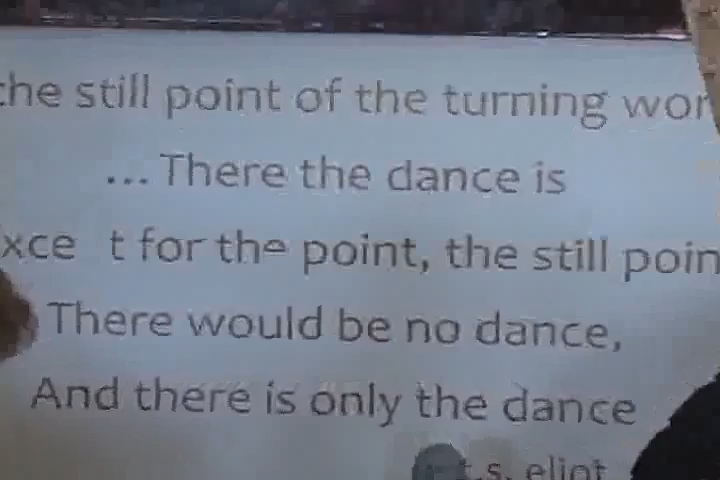 the still point of the turning wor
... There the dance is
xce t for the point, the still poin
There would be no dance,
And there is only the dance
t.s. eliot